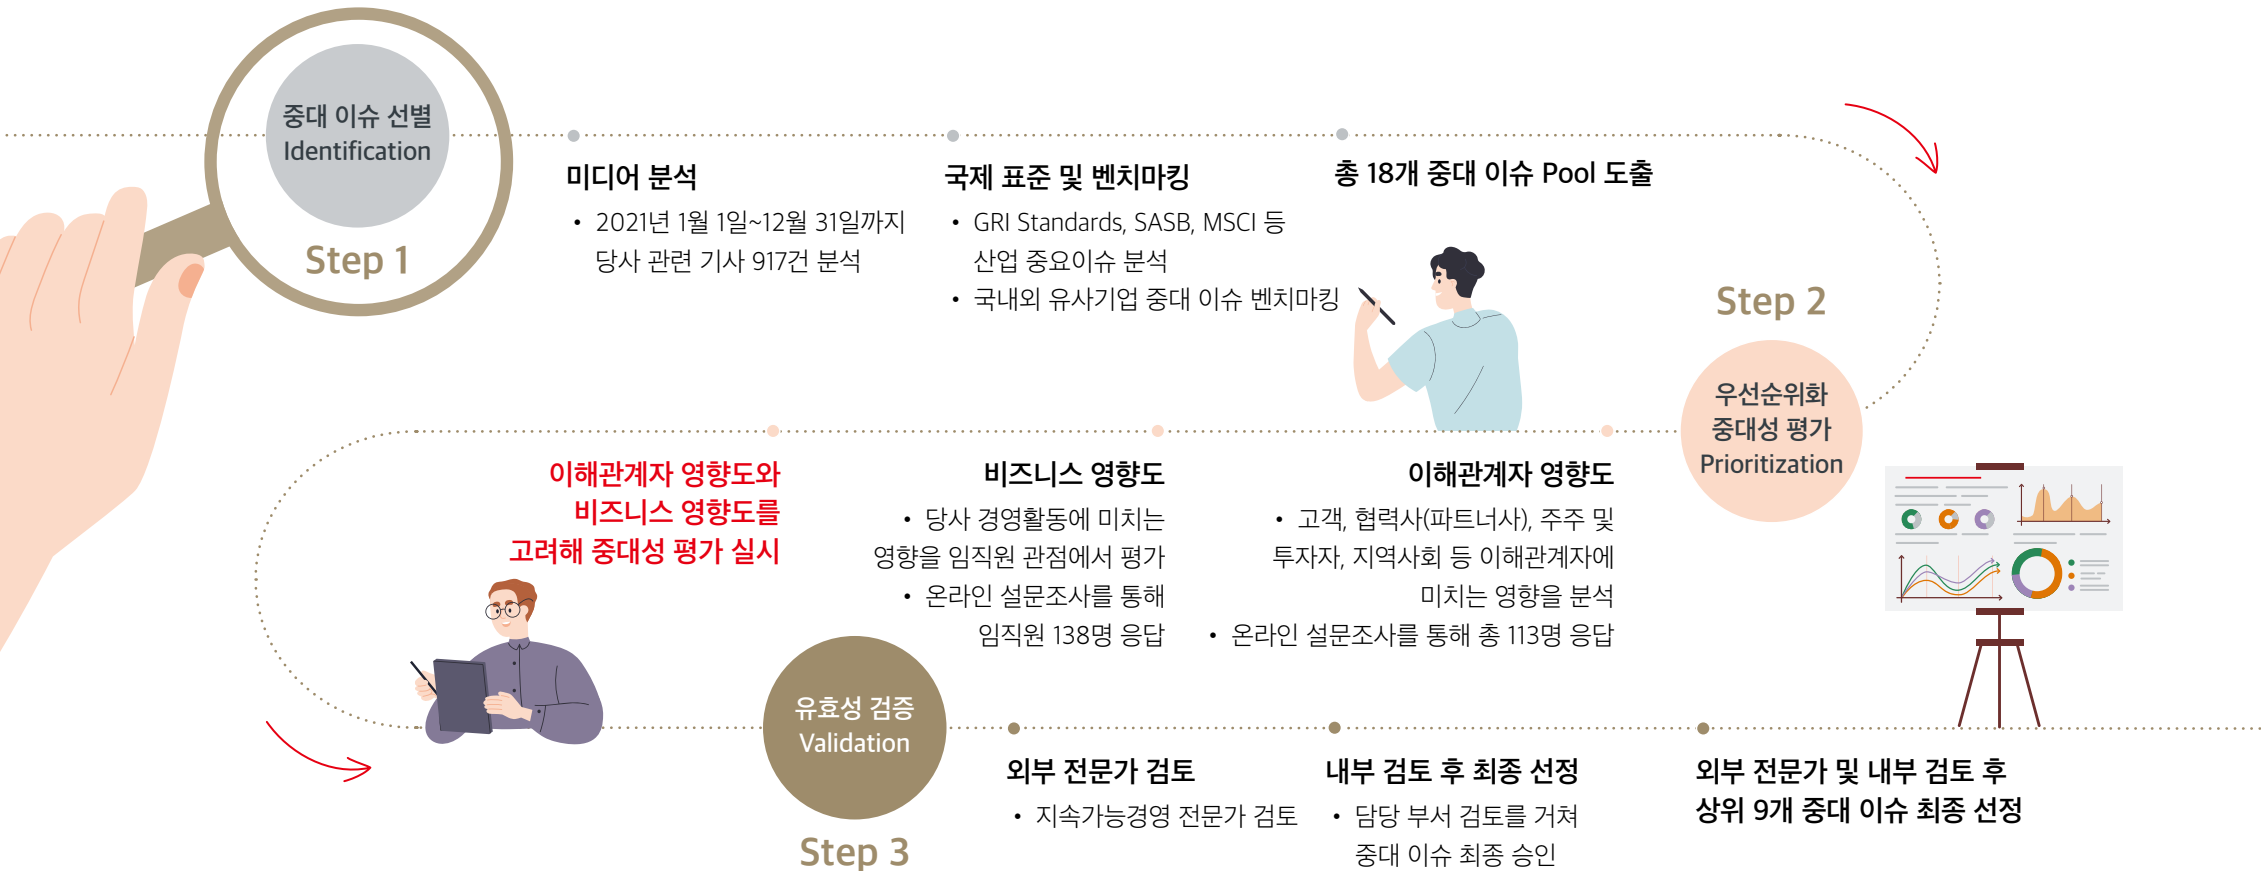 중대 이슈 선별
Identification
Step 1
미디어 분석
• 2021년 1월 1일~12월 31일까지
당사 관련 기사 917건 분석
국제 표준 및 벤치마킹
• GRI Standards, SASB, MSCI 등
산업 중요이슈 분석
• 국내외 유사기업 중대 이슈 벤치마킹
총 18개 중대 이슈 Pool 도출
Step 2
우선순위화
중대성 평가
Prioritization
이해관계자 영향도
• 고객, 협력사(파트너사), 주주 및
투자자, 지역사회 등 이해관계자에
미치는 영향을 분석
• 온라인 설문조사를 통해 총 113명 응답
비즈니스 영향도
• 당사 경영활동에 미치는
영향을 임직원 관점에서 평가
• 온라인 설문조사를 통해
임직원 138명 응답
이해관계자 영향도와
비즈니스 영향도를
고려해 중대성 평가 실시
유효성 검증
Validation
Step 3
외부 전문가 검토
• 지속가능경영 전문가 검토
내부 검토 후 최종 선정
• 담당 부서 검토를 거쳐
중대 이슈 최종 승인
외부 전문가 및 내부 검토 후
상위 9개 중대 이슈 최종 선정